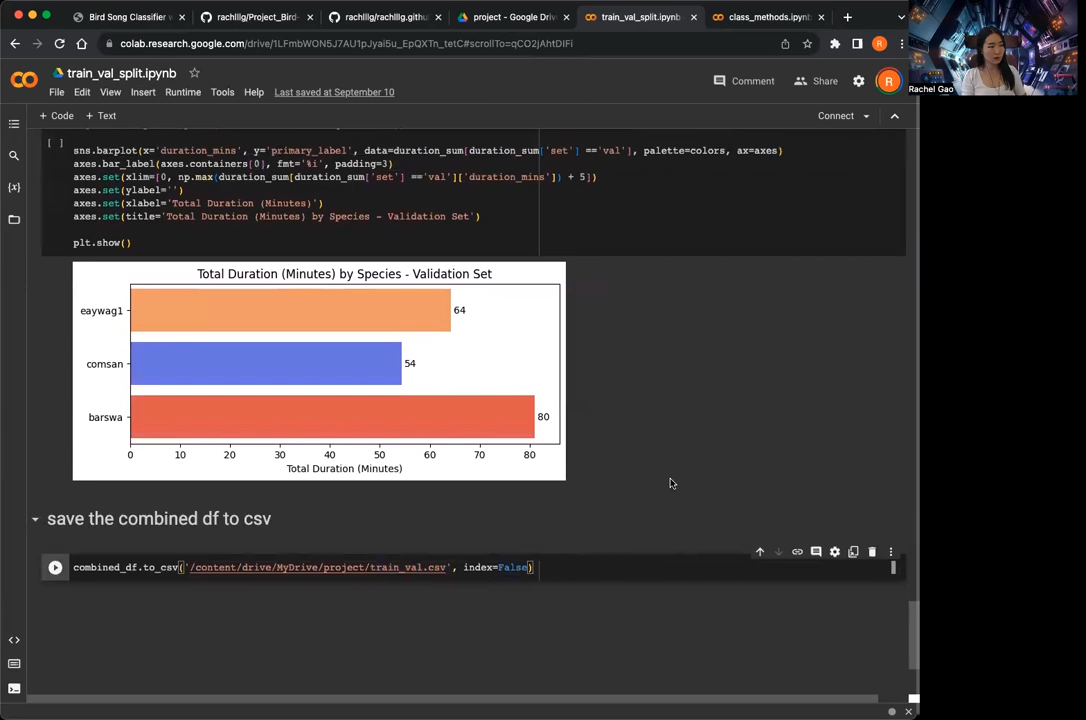 Bird Song Classifier w
rachllg/Project_Bird-
rachllg/rachllg.github.
project - Google Drive
train_val_split.ipynb
class_methods.ipynb
colab.research.google.com/drive/1LFmbWON5J7AU1pJyai5u_EpQXTn_tetC#scrollTo=qCO2jAhtDIFi
R
Rachel Gao
train_val_split.ipynb
File Edit View Insert Runtime Tools Help Last saved at September 10
Comment Share R
+ Code + Text Connect
[ ]
sns.barplot(x='duration_mins', y='primary_label', data=duration_sum[duration_sum['set'] =='val'], palette=colors, ax=axes)
axes.bar_label(axes.containers[0], fmt='%i', padding=3)
axes.set(xlim=[0, np.max(duration_sum[duration_sum['set'] =='val']['duration_mins']) + 5])
axes.set(ylabel='')
axes.set(xlabel='Total Duration (Minutes)')
axes.set(title='Total Duration (Minutes) by Species - Validation Set')
plt.show()
Total Duration (Minutes) by Species - Validation Set
eaywag1 64
comsan 54
barswa 80
0 10 20 30 40 50 60 70 80
Total Duration (Minutes)
save the combined df to csv
combined_df.to_csv('/content/drive/MyDrive/project/train_val.csv', index=False)